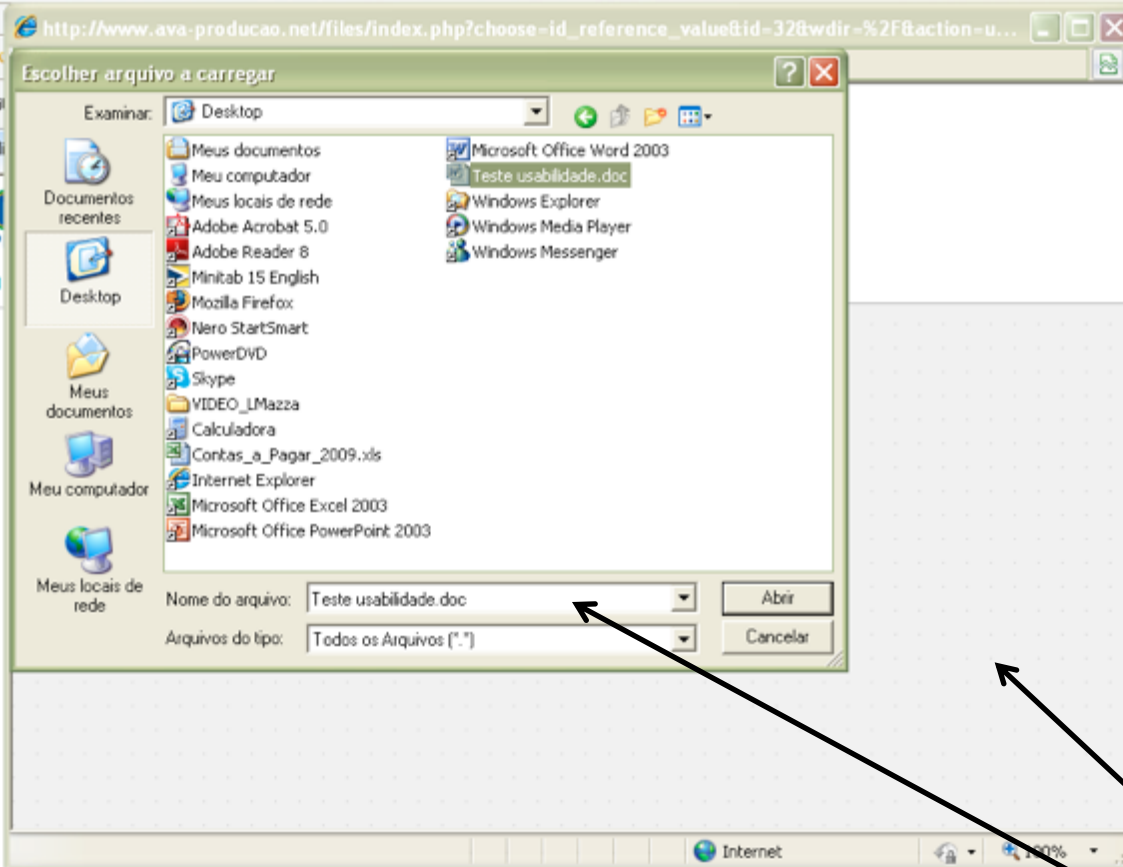 http://www.ava-producao.net/files/index.php?choose=id_reference_value&id=32&wdir=%2F&action=u...
Escolher arquivo a carregar
Examinar:
Desktop
Documentos
recentes
Desktop
Meus
documentos
Meu computador
Meus locais de
rede
Meus documentos
Meu computador
Meus locais de rede
Adobe Acrobat 5.0
Adobe Reader 8
Minitab 15 English
Mozilla Firefox
Nero StartSmart
PowerDVD
Skype
VIDEO_LMazza
Calculadora
Contas_a_Pagar_2009.xls
Internet Explorer
Microsoft Office Excel 2003
Microsoft Office PowerPoint 2003
Microsoft Office Word 2003
Teste usabilidade.doc
Windows Explorer
Windows Media Player
Windows Messenger
Nome do arquivo: Teste usabilidade.doc
Abrir
Arquivos do tipo: Todos os Arquivos (*.*)
Cancelar
Internet
100%